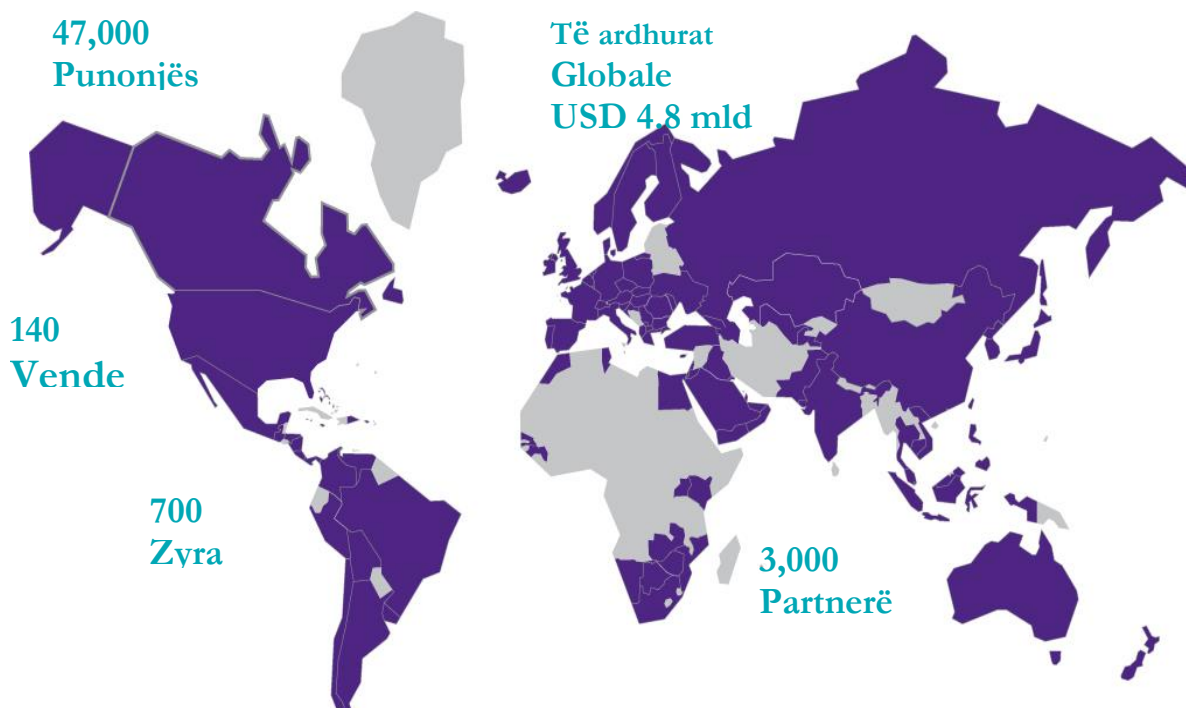 47,000
Punonjës
Të ardhurat
Globale
USD 4.8 mld
140
Vende
700
Zyra
3,000
Partnerë